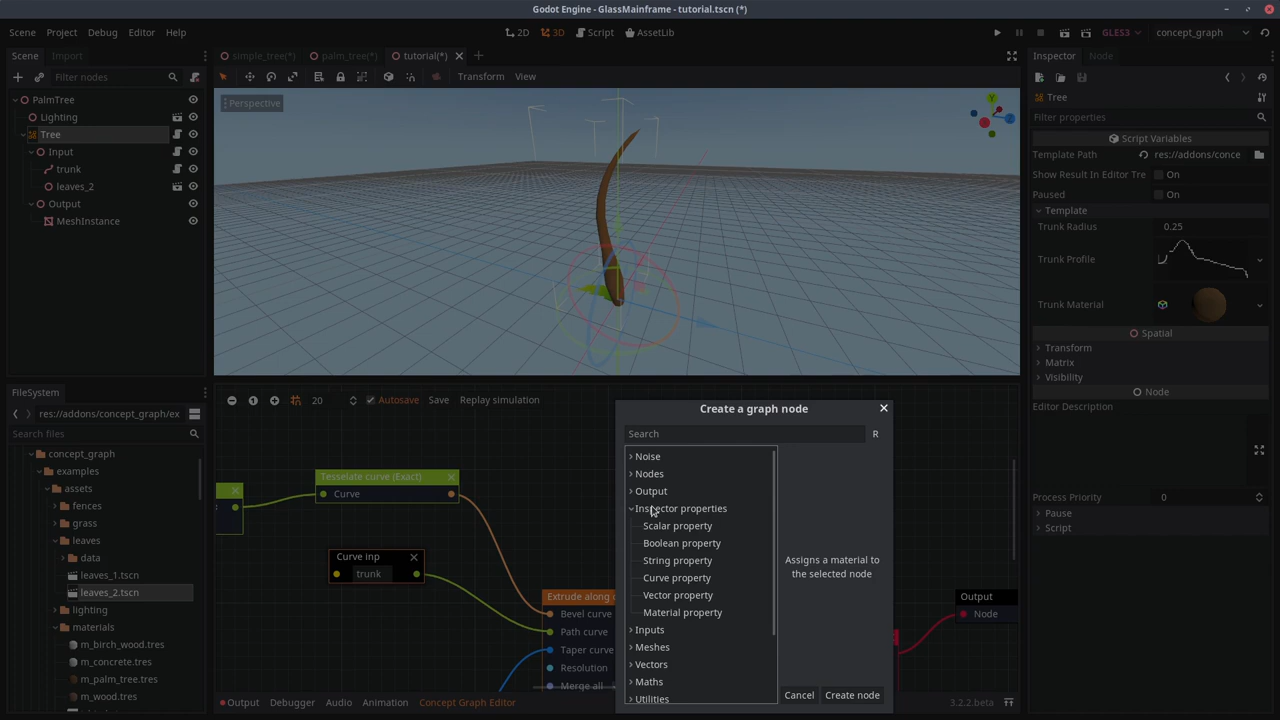 Godot Engine - GlassMainframe - tutorial.tscn (*)
Scene Project Debug Editor Help
2D 3D Script AssetLib
GLES3 concept_graph
Scene Import
Filter nodes
PalmTree
Lighting
Tree
Input
trunk
leaves_2
Output
MeshInstance
simple_tree(*) palm_tree(*) tutorial(*)
Transform View
Perspective
Y
Inspector Node
Tree
Filter properties
Script Variables
Template Path res://addons/conce
Show Result In Editor Tre On
Paused On
Template
Trunk Radius 0.25
Trunk Profile
Trunk Material
Spatial
Transform
Matrix
Visibility
Node
Editor Description
Process Priority 0
Pause
Script
FileSystem
res://addons/concept_graph/ex
Search files
concept_graph
examples
assets
fences
grass
leaves
data
leaves_1.tscn
leaves_2.tscn
lighting
materials
m_birch_wood.tres
m_concrete.tres
m_palm_tree.tres
m_wood.tres
20 Autosave Save Replay simulation
Tesselate curve (Exact)
Curve
Curve inp
trunk
Extrude along
Bevel curve
Path curve
Taper curve
Resolution
Merge all
Output
Node
Create a graph node
Search R
Noise
Nodes
Output
Inspector properties
Scalar property
Boolean property
String property
Curve property
Vector property
Material property
Inputs
Meshes
Vectors
Maths
Utilities
Assigns a material to
the selected node
Cancel Create node
Output Debugger Audio Animation Concept Graph Editor 3.2.2.beta